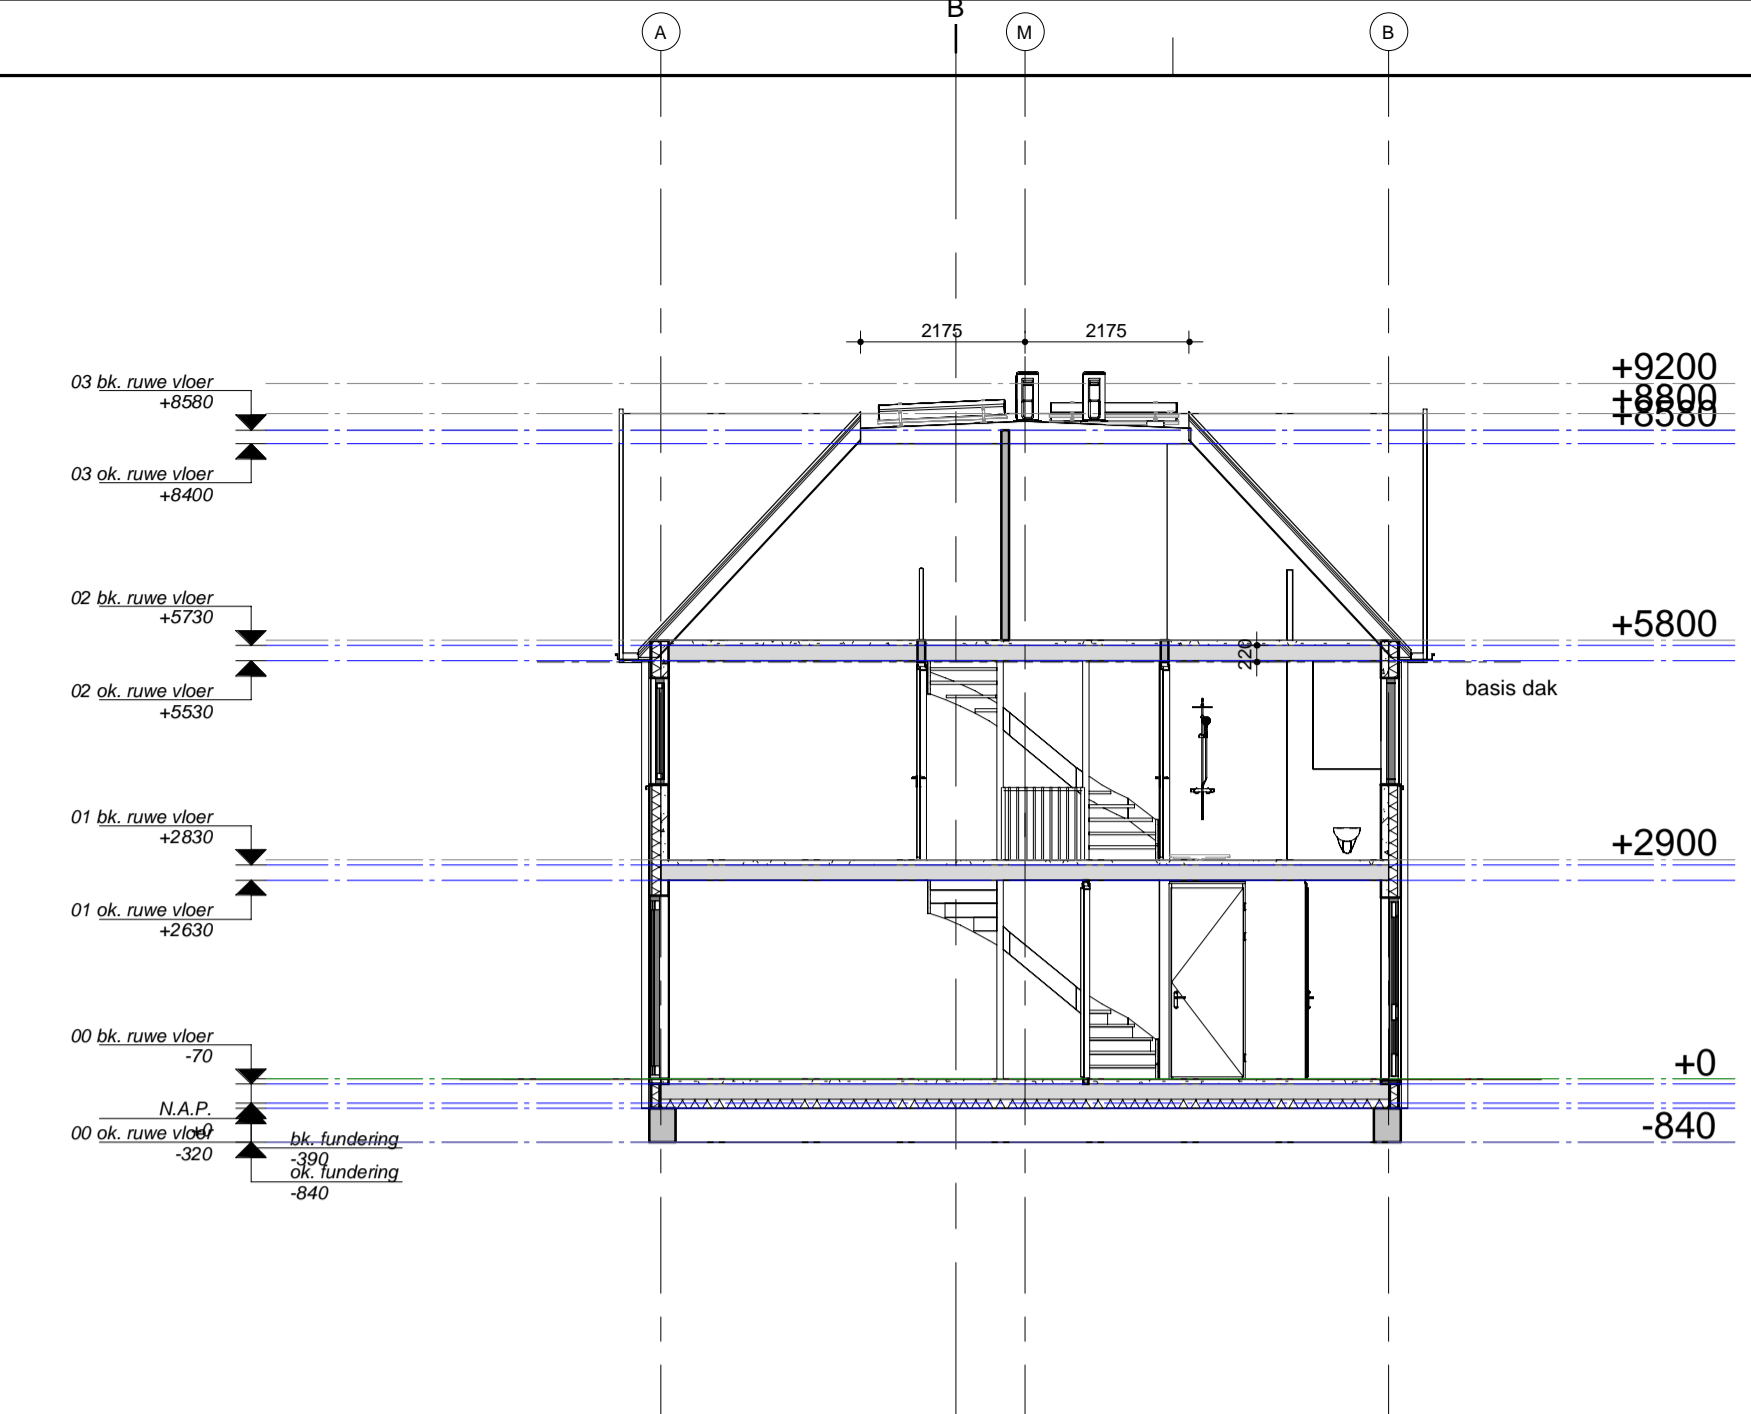 B
A
M
B
2175
2175
03 bk. ruwe vloer
+8580
+9200
+8800
+8580
03 ok. ruwe vloer
+8400
02 bk. ruwe vloer
+5730
+5800
220
02 ok. ruwe vloer
+5530
basis dak
01 bk. ruwe vloer
+2830
+2900
01 ok. ruwe vloer
+2630
00 bk. ruwe vloer
-70
+0
N.A.P.
+0
00 ok. ruwe vloer
-320
-840
bk. fundering
-390
ok. fundering
-840